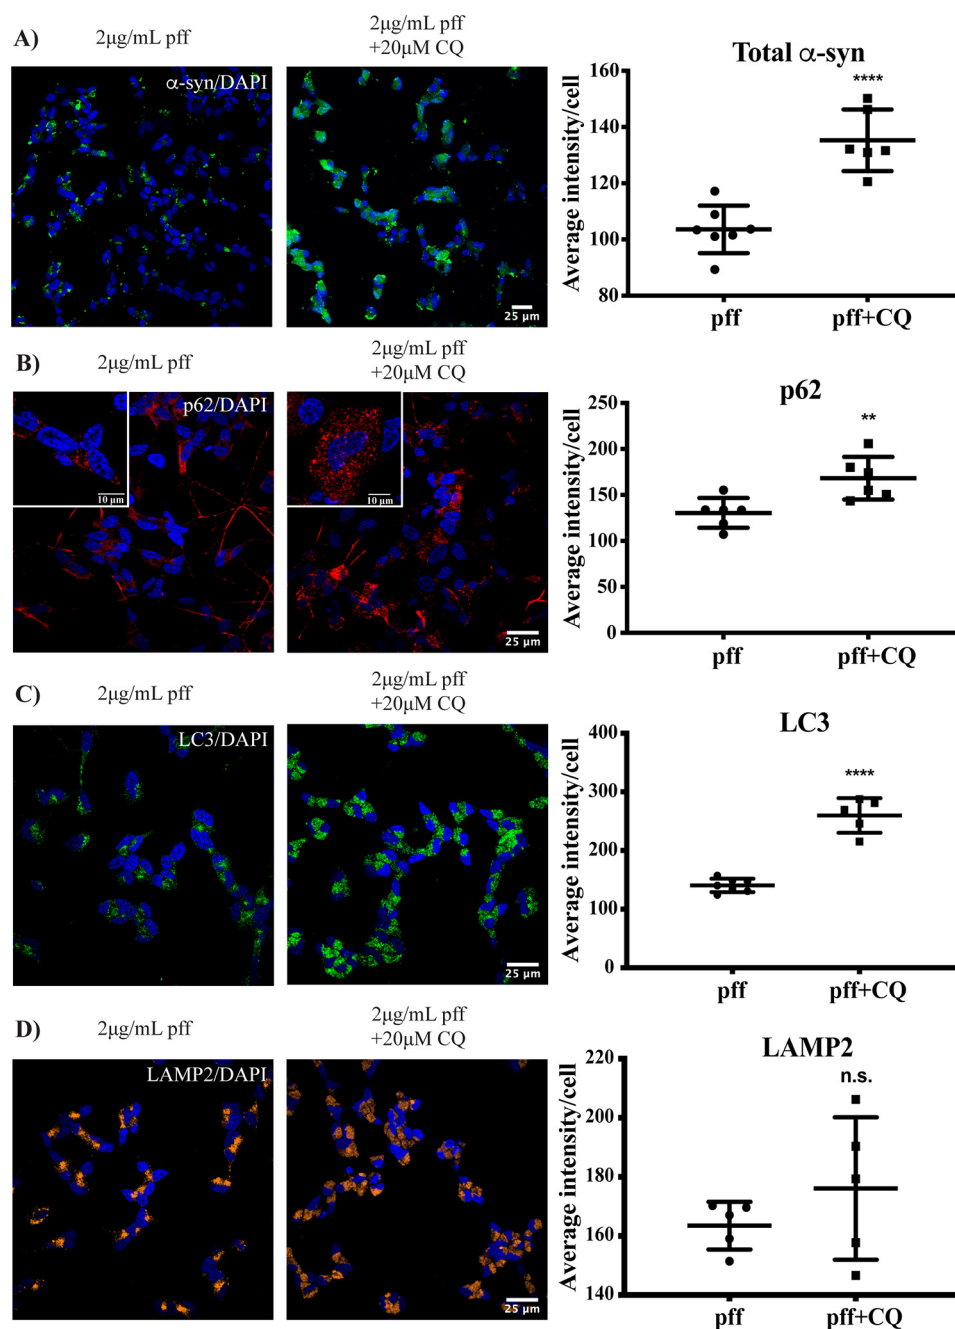 A)
2μg/mL pff
2μg/mL pff
+20μM CQ
α-syn/DAPI
25 μm
Total α-syn
Average intensity/cell
160
140
120
100
80
****
pff
pff+CQ
B)
2μg/mL pff
2μg/mL pff
+20μM CQ
p62/DAPI
10 μm
10 μm
25 μm
p62
Average intensity/cell
250
200
150
100
50
0
**
pff
pff+CQ
C)
2μg/mL pff
2μg/mL pff
+20μM CQ
LC3/DAPI
25 μm
LC3
Average intensity/cell
400
300
200
100
0
****
pff
pff+CQ
D)
2μg/mL pff
2μg/mL pff
+20μM CQ
LAMP2/DAPI
25 μm
LAMP2
Average intensity/cell
220
200
180
160
140
n.s.
pff
pff+CQ